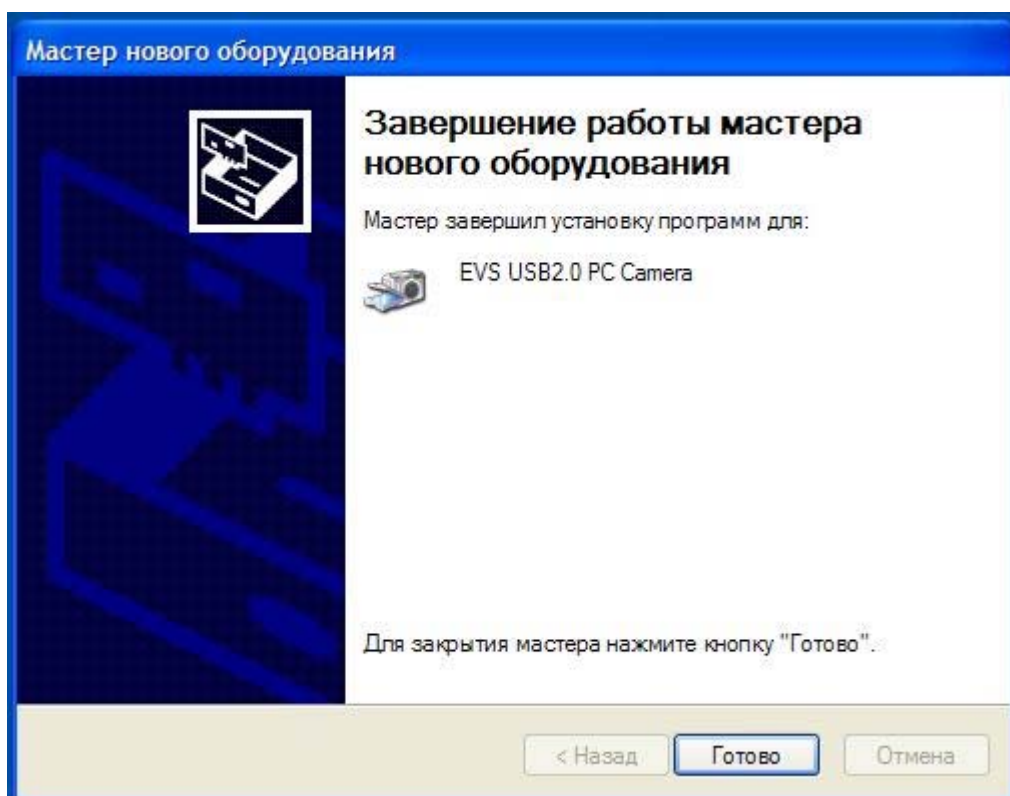 Мастер нового оборудования
Завершение работы мастера
нового оборудования
Мастер завершил установку программ для:
EVS USB2.0 PC Camera
Для закрытия мастера нажмите кнопку "Готово".
< Назад
Готово
Отмена